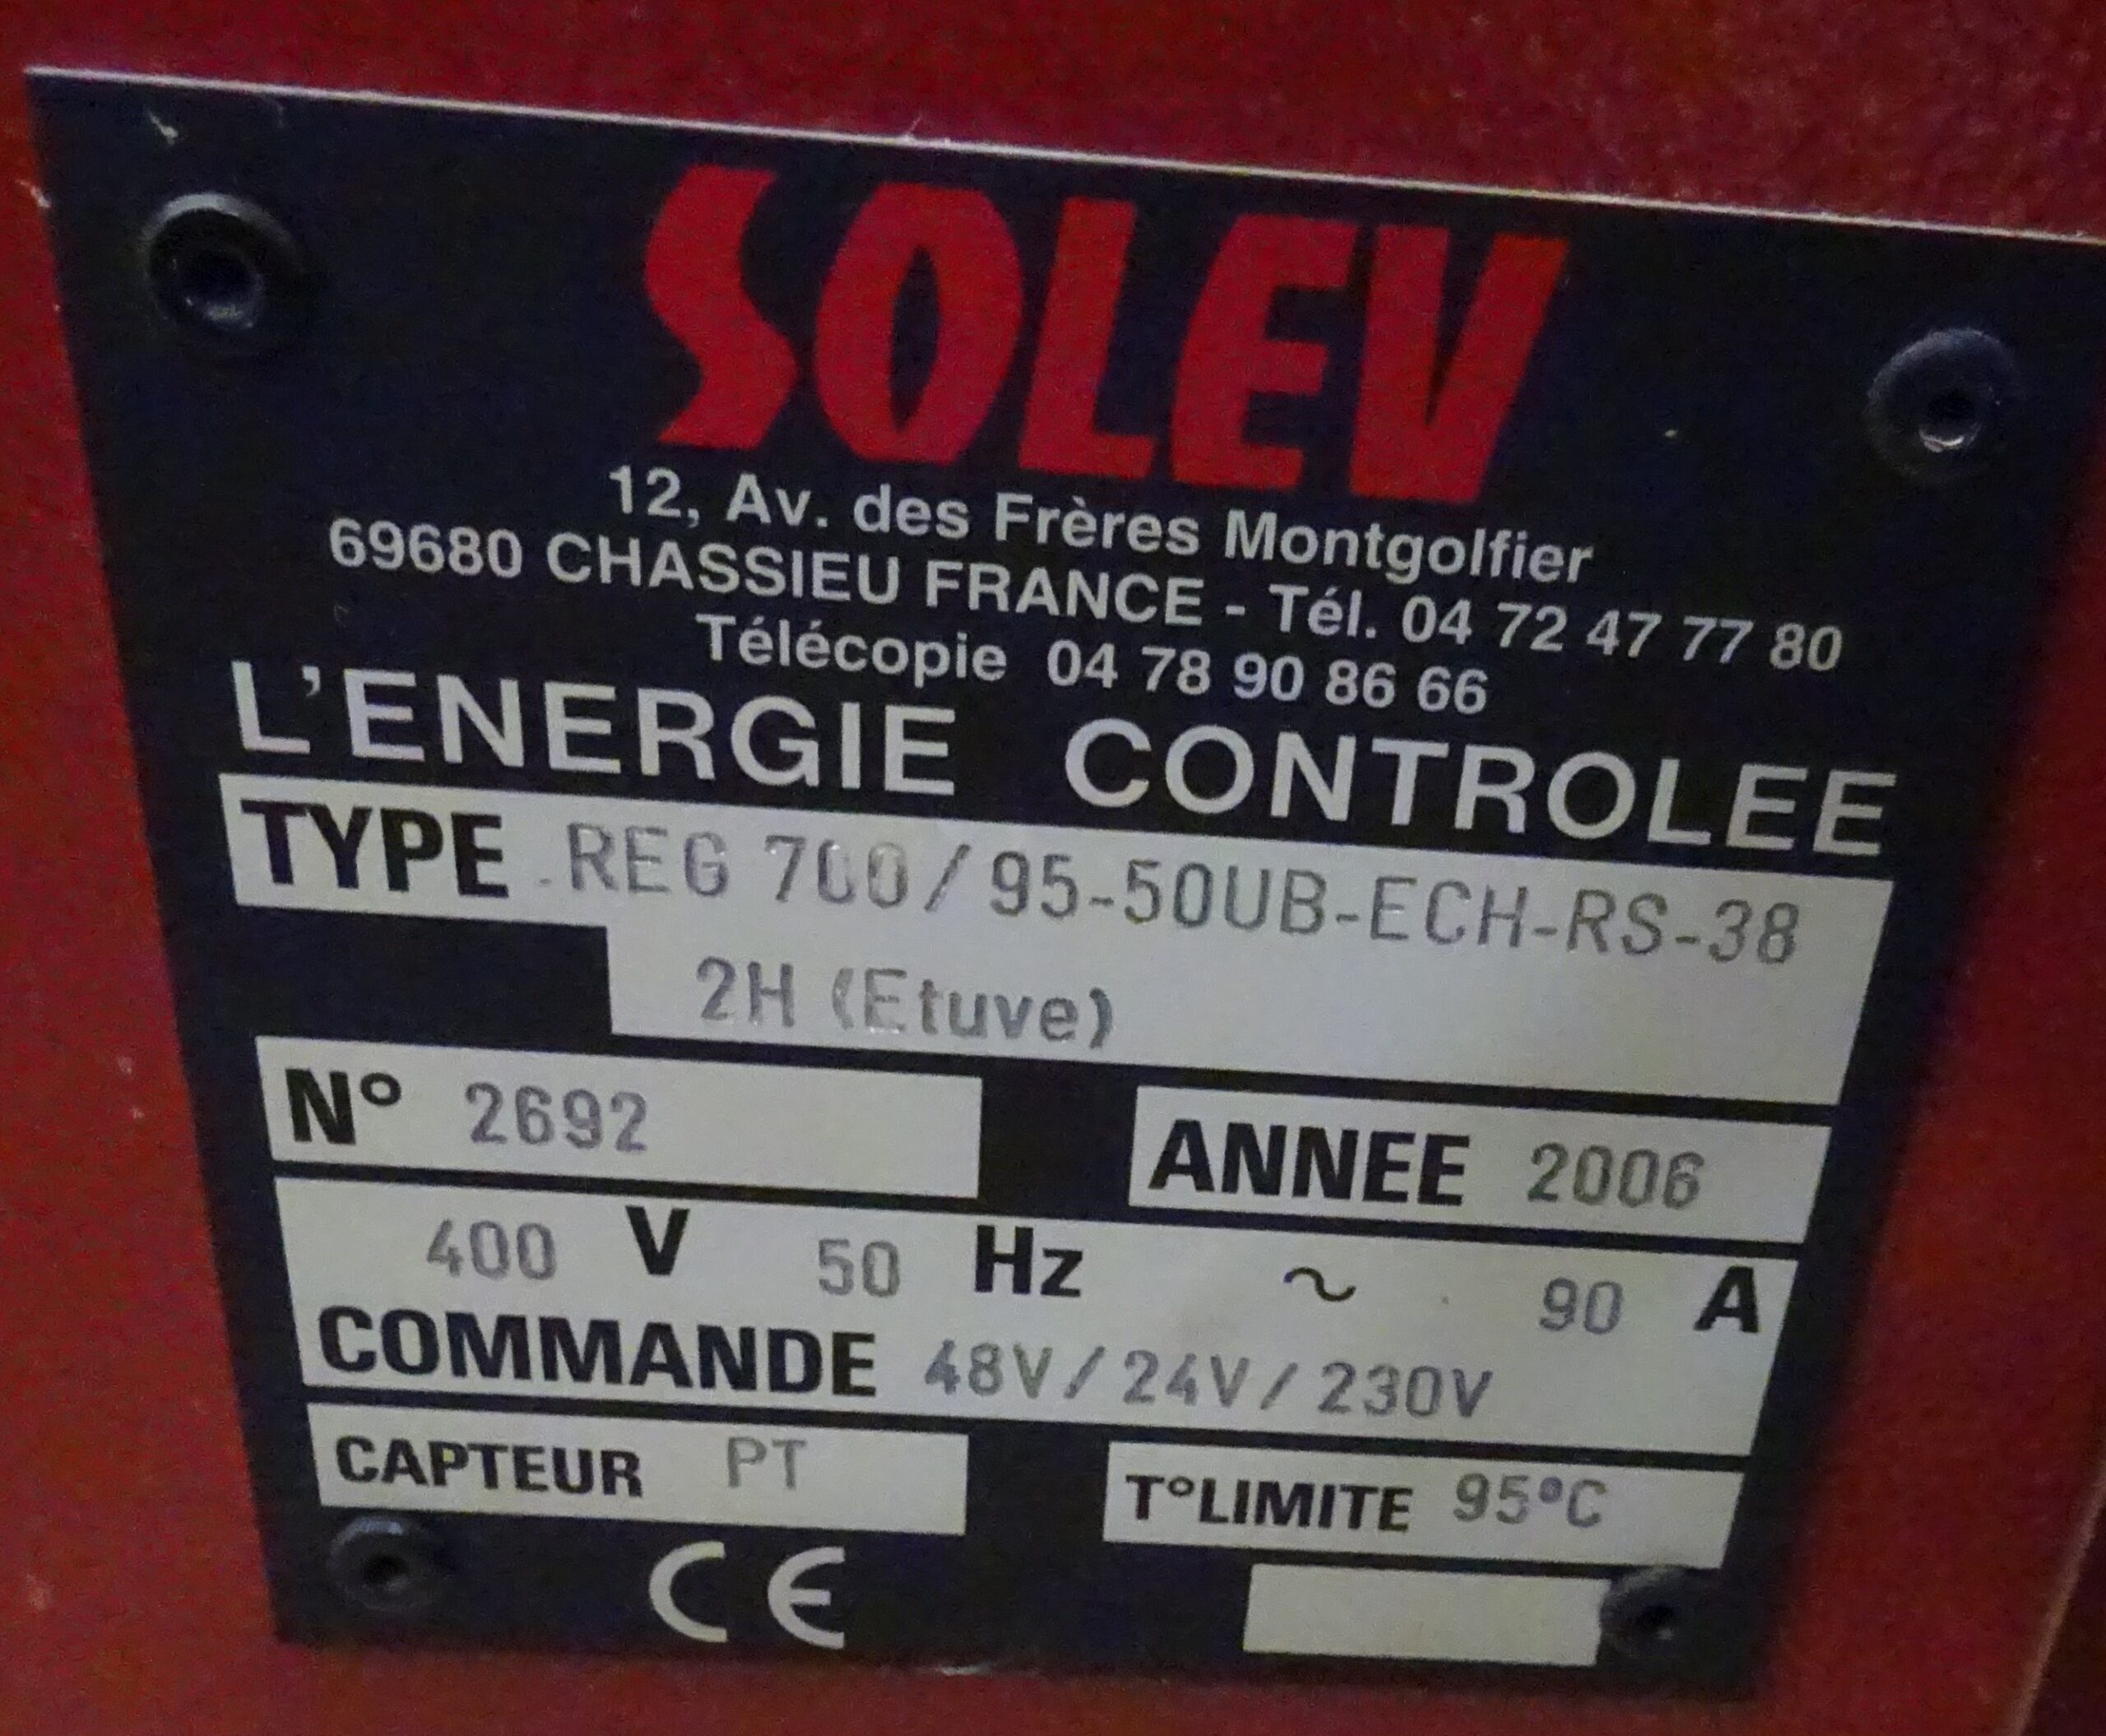 SOLEV
12, Av. des Frères Montgolfier
69680 CHASSIEU FRANCE - Tél. 04 72 47 77 80
Télécopie 04 78 90 86 66
L'ENERGIE CONTROLEE
TYPE REG 700/95-50UB-ECH-RS-38
2H (Etuve)
N° 2692 ANNEE 2006
400 V 50 Hz ~ 90 A
COMMANDE 48V/24V/230V
CAPTEUR PT T°LIMITE 95°C
CE